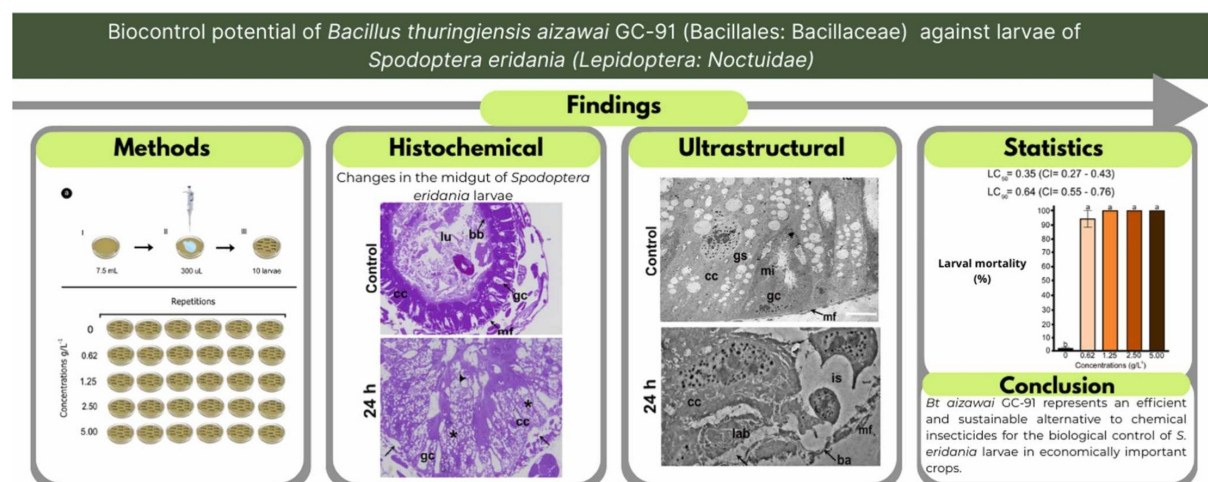 Biocontrol potential of Bacillus thuringiensis aizawai GC-91 (Bacillales: Bacillaceae) against larvae of
Spodoptera eridania (Lepidoptera: Noctuidae)
Findings
Methods
a
I
II
III
7.5 mL
300 uL
10 larvae
Repetitions
Concentrations g/L⁻¹
0
0.62
1.25
2.50
5.00
Histochemical
Changes in the midgut of Spodoptera
eridania larvae
Control
lu
bb
cc
gc
mf
24 h
*
*
cc
gc
Ultrastructural
Control
gs
cc
mi
gc
mf
24 h
is
cc
lab
mf
ba
Statistics
LC₅₀= 0.35 (CI= 0.27 - 0.43)
LC₉₀= 0.64 (CI= 0.55 - 0.76)
Larval mortality
(%)
100
90
80
70
60
50
40
30
20
10
0
b
a
a
a
a
0
0.62
1.25
2.50
5.00
Concentrations (g/L¹)
Conclusion
Bt aizawai GC-91 represents an efficient
and sustainable alternative to chemical
insecticides for the biological control of S.
eridania larvae in economically important
crops.